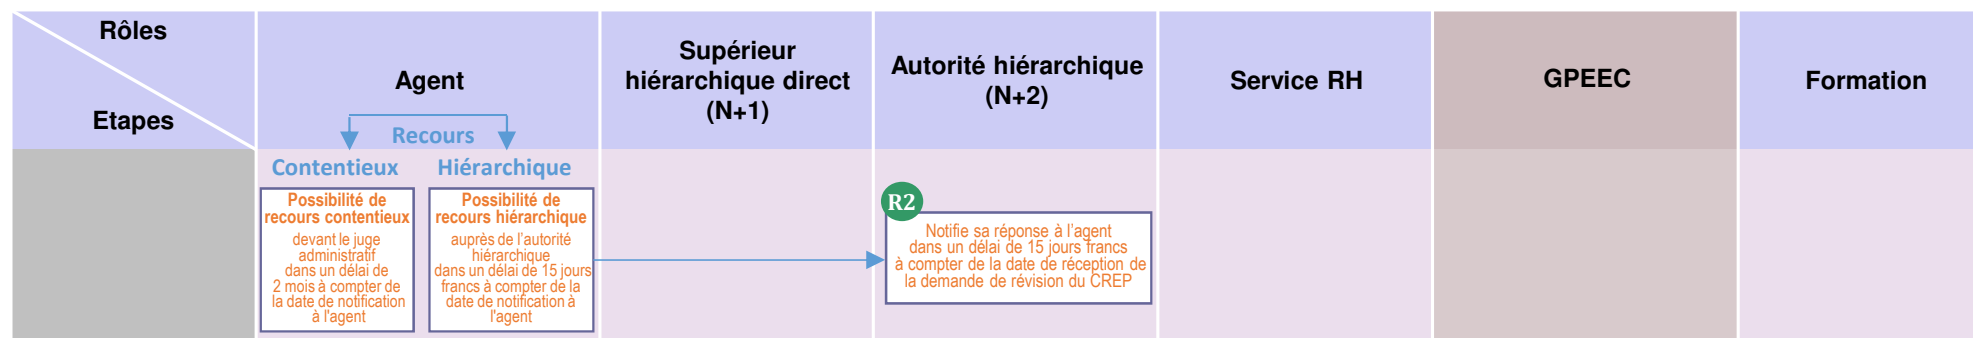 Rôles
Etapes
Agent
Supérieur
hiérarchique direct
(N+1)
Autorité hiérarchique
(N+2)
Service RH
GPEEC
Formation
Recours
Contentieux
Hiérarchique
Possibilité de
recours contentieux
devant le juge
administratif
dans un délai de
2 mois à compter de
la date de notification
à l'agent
Possibilité de
recours hiérarchique
auprès de l'autorité
hiérarchique
dans un délai de 15 jours
francs à compter de la
date de notification à
l'agent
R2
Notifie sa réponse à l'agent
dans un délai de 15 jours francs
à compter de la date de réception de
la demande de révision du CREP